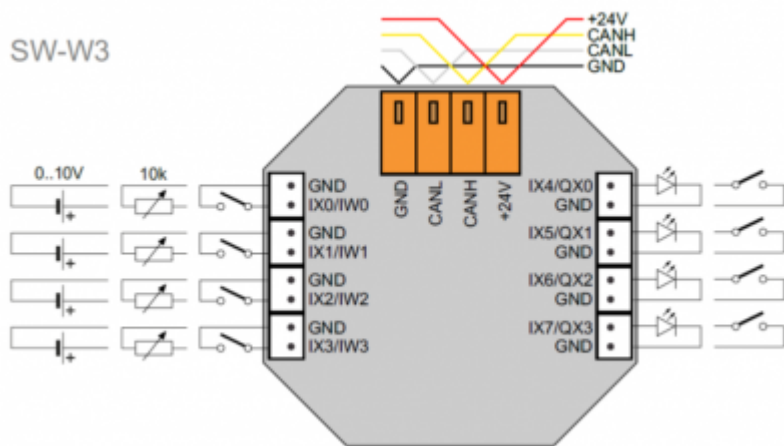 +24V
CANH
CANL
GND
SW-W3
0..10V
10k
GND
IX0/IW0
GND
IX1/IW1
GND
IX2/IW2
GND
IX3/IW3
GND
CANL
CANH
+24V
IX4/QX0
GND
IX5/QX1
GND
IX6/QX2
GND
IX7/QX3
GND
+
+
+
+